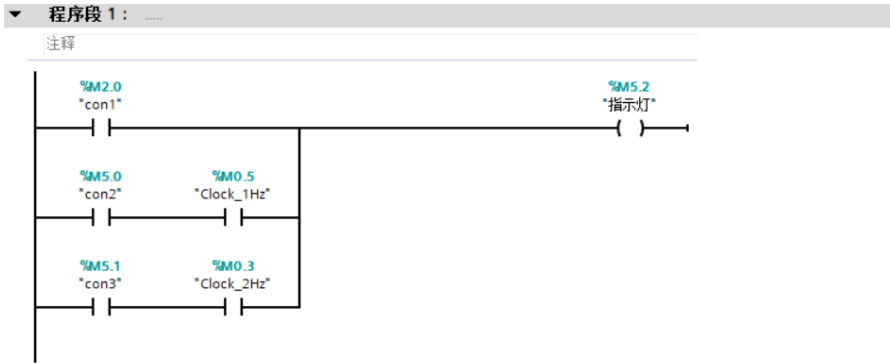 程序段 1： ......
注释
%M2.0
"con1"
%M5.2
"指示灯"
%M5.0
"con2"
%M0.5
"Clock_1Hz"
%M5.1
"con3"
%M0.3
"Clock_2Hz"